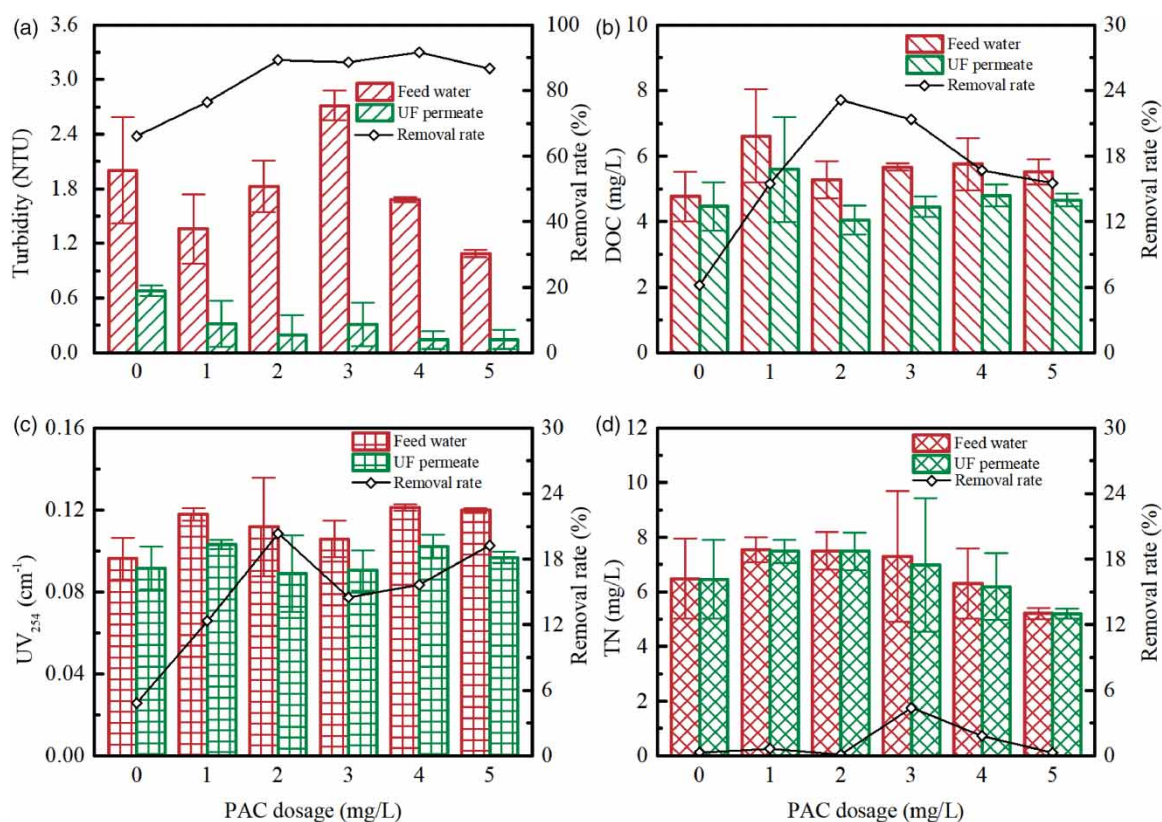 (a)
3.6
3.0
2.4
1.8
1.2
0.6
0.0
Turbidity (NTU)
Feed water
UF permeate
Removal rate
100
80
60
40
20
0
Removal rate (%)
0 1 2 3 4 5
(b)
10
8
6
4
2
0
DOC (mg/L)
Feed water
UF permeate
Removal rate
30
24
18
12
6
0
Removal rate (%)
0 1 2 3 4 5
(c)
0.16
0.12
0.08
0.04
0.00
UV254 (cm-1)
Feed water
UF permeate
Removal rate
30
24
18
12
6
0
Removal rate (%)
0 1 2 3 4 5
PAC dosage (mg/L)
(d)
12
10
8
6
4
2
0
TN (mg/L)
Feed water
UF permeate
Removal rate
30
24
18
12
6
0
Removal rate (%)
0 1 2 3 4 5
PAC dosage (mg/L)